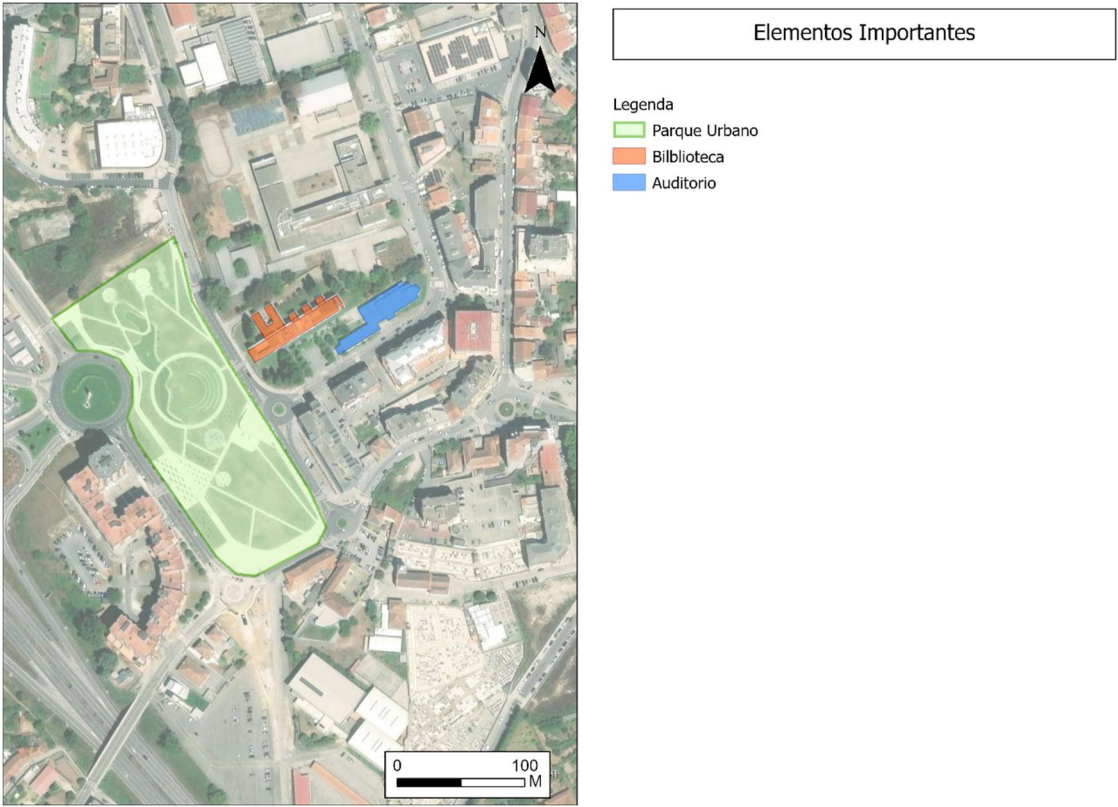 Elementos Importantes
N
Legenda
Parque Urbano
Bilblioteca
Auditorio
0 100
M